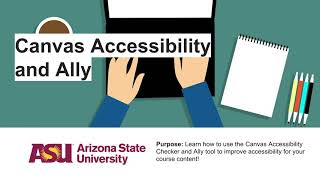 Canvas Accessibility
and Ally
ASU Arizona State
University
Purpose: Learn how to use the Canvas Accessibility
Checker and Ally tool to improve accessibility for your
course content!